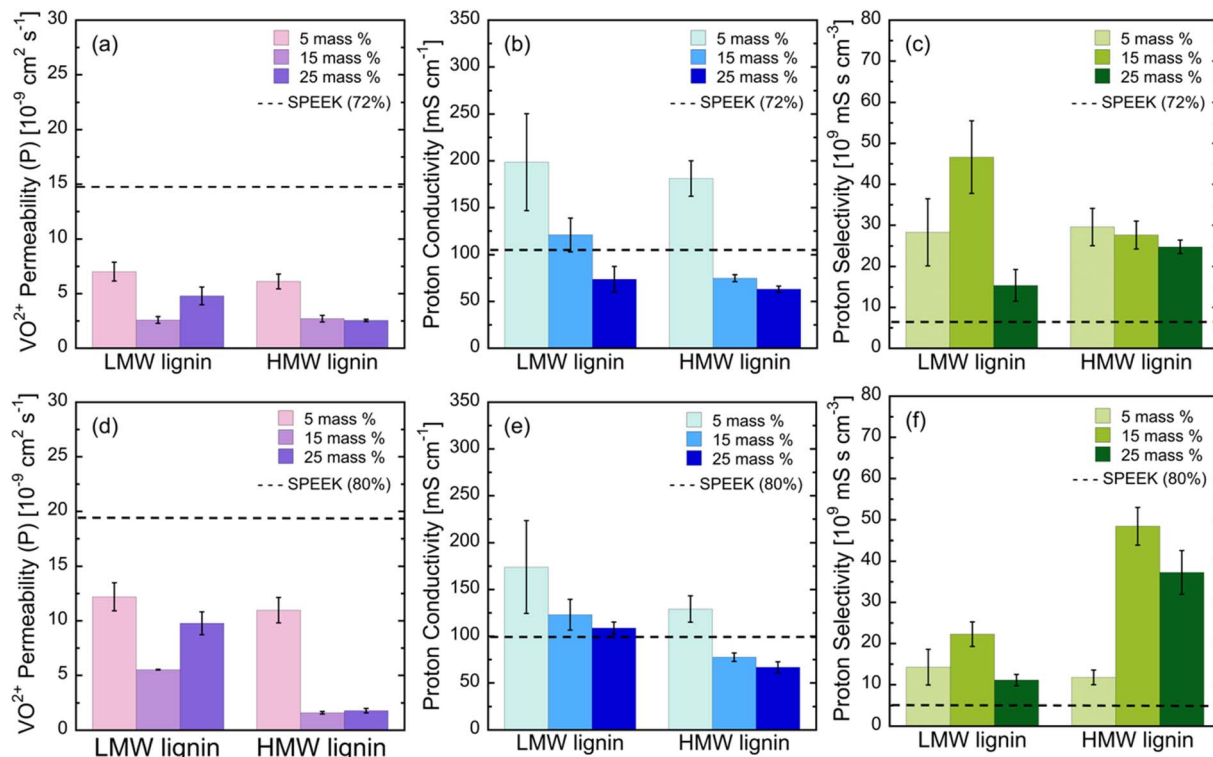 (a)
5 mass %
15 mass %
25 mass %
SPEEK (72%)
VO²⁺ Permeability (P) [10⁻⁹ cm² s⁻¹]
30
25
20
15
10
5
0
LMW lignin HMW lignin
(b)
5 mass %
15 mass %
25 mass %
SPEEK (72%)
Proton Conductivity [mS cm⁻¹]
350
300
250
200
150
100
50
0
LMW lignin HMW lignin
(c)
5 mass %
15 mass %
25 mass %
SPEEK (72%)
Proton Selectivity [10⁹ mS s cm⁻³]
80
70
60
50
40
30
20
10
0
LMW lignin HMW lignin
(d)
5 mass %
15 mass %
25 mass %
SPEEK (80%)
VO²⁺ Permeability (P) [10⁻⁹ cm² s⁻¹]
30
25
20
15
10
5
0
LMW lignin HMW lignin
(e)
5 mass %
15 mass %
25 mass %
SPEEK (80%)
Proton Conductivity [mS cm⁻¹]
350
300
250
200
150
100
50
0
LMW lignin HMW lignin
(f)
5 mass %
15 mass %
25 mass %
SPEEK (80%)
Proton Selectivity [10⁹ mS s cm⁻³]
80
70
60
50
40
30
20
10
0
LMW lignin HMW lignin